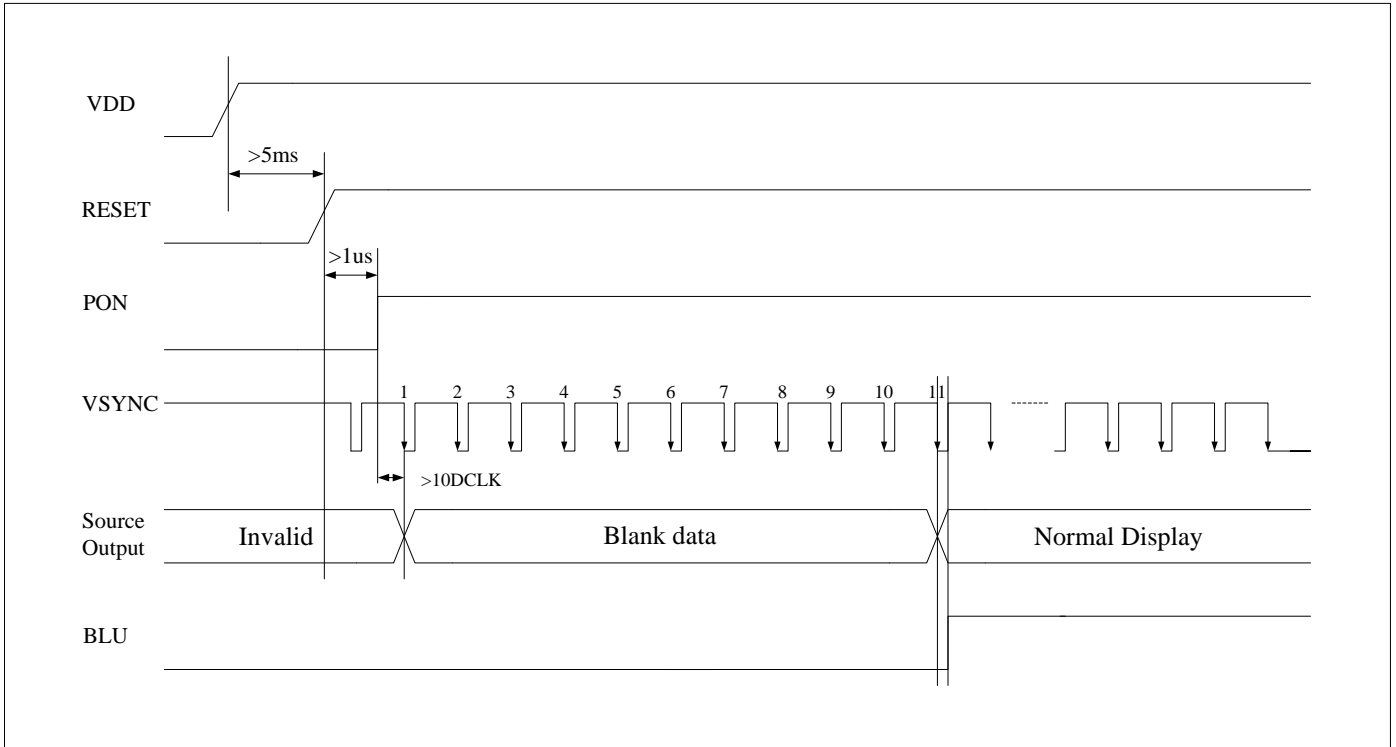 VDD
>5ms
RESET
>1us
PON
VSYNC
1 2 3 4 5 6 7 8 9 10 11
>10DCLK
Source
Output
Invalid
Blank data
Normal Display
BLU